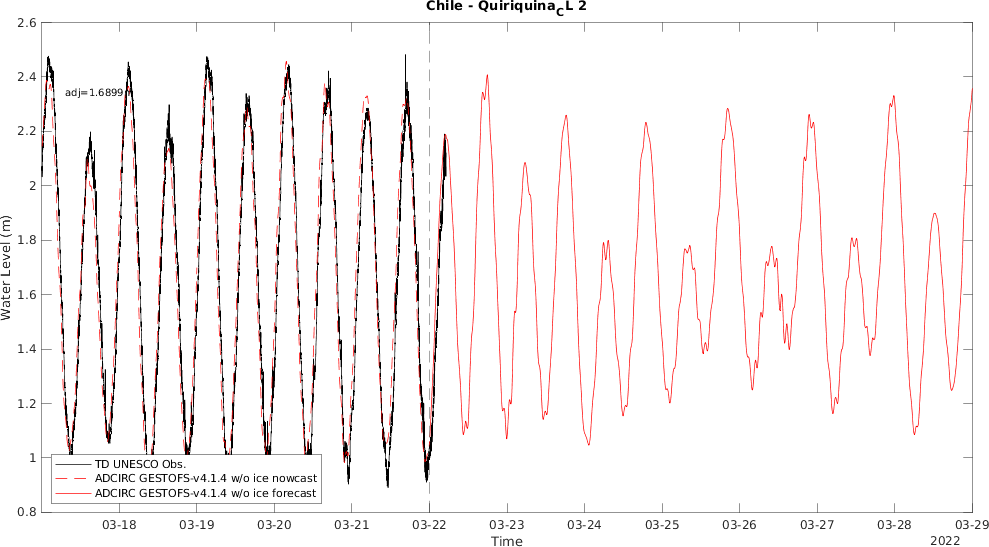 Chile - Quiriquina_CL 2
2.6
2.4
adj=1.6899
2.2
2
1.8
Water Level (m)
1.6
1.4
1.2
1
0.8
TD UNESCO Obs.
ADCIRC GESTOFS-v4.1.4 w/o ice nowcast
ADCIRC GESTOFS-v4.1.4 w/o ice forecast
03-18 03-19 03-20 03-21 03-22 03-23 03-24 03-25 03-26 03-27 03-28 03-29
Time
2022